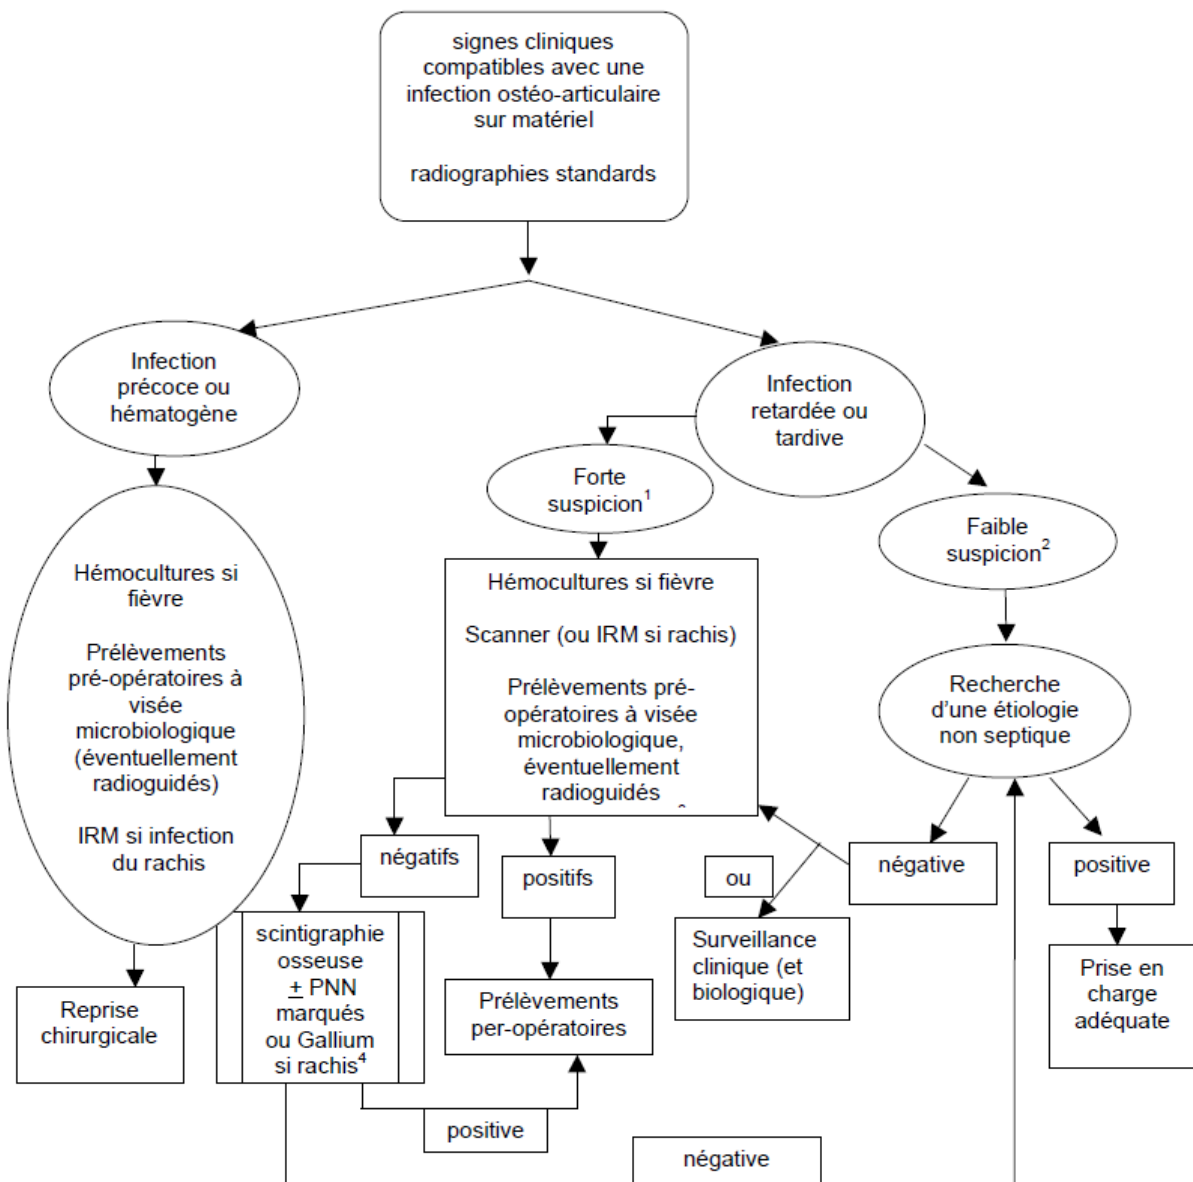 signes cliniques
compatibles avec une
infection ostéo-articulaire
sur matériel
radiographies standards
Infection
précoce ou
hématogène
Infection
retardée ou
tardive
Forte
suspicion1
Faible
suspicion2
Hémocultures si
fièvre
Prélèvements
pré-opératoires à
visée
microbiologique
(éventuellement
radioguidés)
IRM si infection
du rachis
Hémocultures si fièvre
Scanner (ou IRM si rachis)
Prélèvements pré-
opératoires à visée
microbiologique,
éventuellement
radioguidés
Recherche
d'une étiologie
non septique
négatifs
positifs
ou
négative
positive
scintigraphie
osseuse
± PNN
marqués
ou Gallium
si rachis4
Surveillance
clinique (et
biologique)
Prise en
charge
adéquate
Reprise
chirurgicale
Prélèvements
per-opératoires
positive
négative